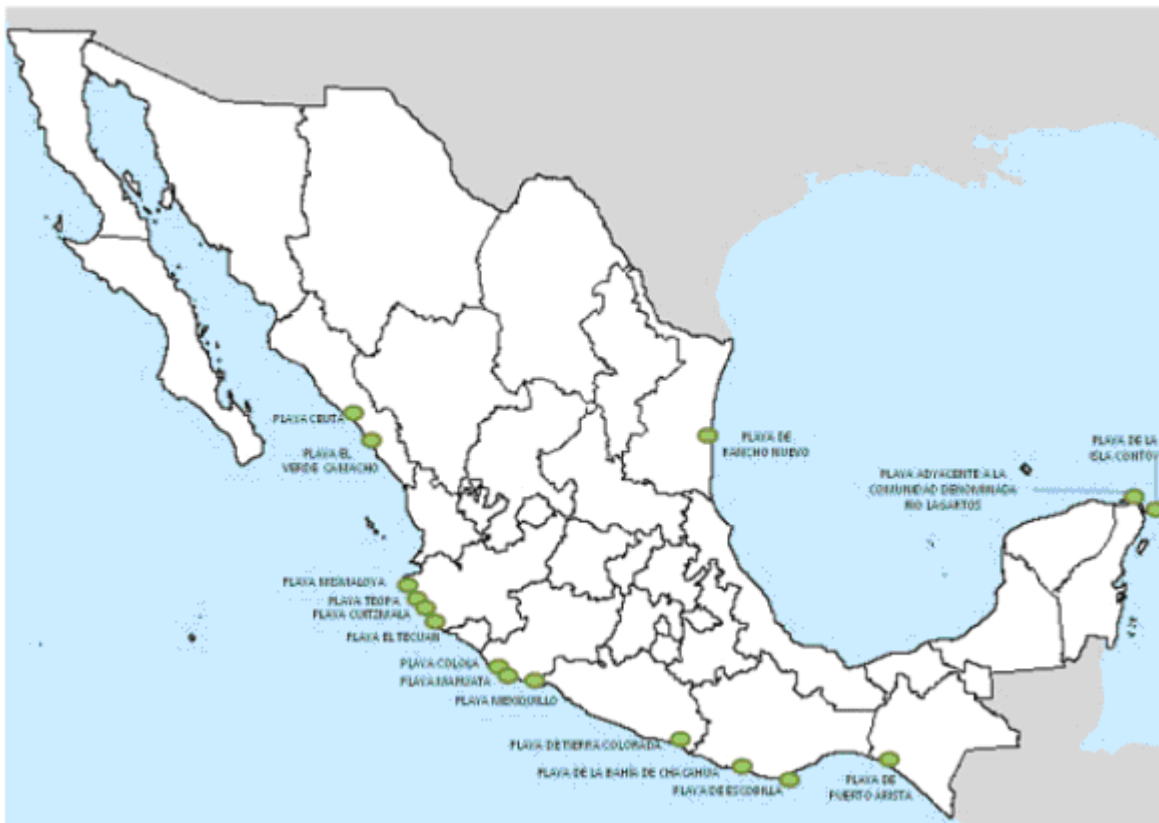 PLAYA CEUTA
PLAYA EL
VERDE CAMACHO
PLAYA DE
RANCHO NUEVO
PLAYA DE LA
ISLA CONTOY
PLAYA ADYACENTE A LA
COMUNIDAD DENOMINADA
RIO LAGARTOS
PLAYA MISMALOYA
PLAYA TEOPA
PLAYA CUITZMALA
PLAYA EL TECUAN
PLAYA COLOLA
PLAYA MARUATA
PLAYA MEXIQUILLO
PLAYA DE TIERRA COLORADA
PLAYA DE LA BAHÍA DE CHACAHUA
PLAYA DE ESCOBILLA
PLAYA DE
PUERTO ARISTA